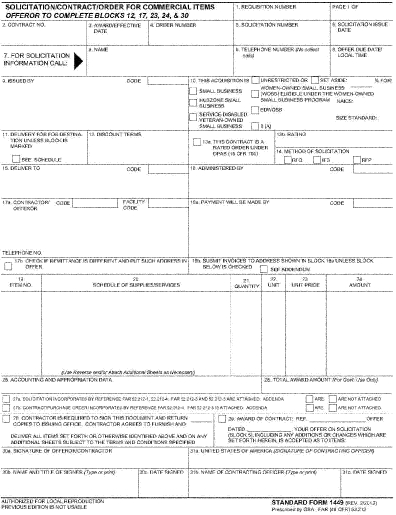 SOLICITATION/CONTRACT/ORDER FOR COMMERCIAL ITEMS
OFFEROR TO COMPLETE BLOCKS 12, 17, 23, 24, & 30
1. REQUISITION NUMBER
PAGE 1 OF
2. CONTRACT NO.
3. AWARD/EFFECTIVE DATE
4. ORDER NUMBER
5. SOLICITATION NUMBER
6. SOLICITATION ISSUE DATE
7. FOR SOLICITATION INFORMATION CALL:
a. NAME
b. TELEPHONE NUMBER (No collect calls)
8. OFFER DUE DATE/ LOCAL TIME
9. ISSUED BY
CODE
10. THIS ACQUISITION IS
UNRESTRICTED OR
SET ASIDE:
% FOR:
SMALL BUSINESS
WOMEN-OWNED SMALL BUSINESS
(WOSB) ELIGIBLE UNDER THE WOMEN-OWNED
SMALL BUSINESS PROGRAM
NAICS:
HUBZONE SMALL BUSINESS
EDWOSB
SERVICE-DISABLED VETERAN-OWNED SMALL BUSINESS
8 (A)
SIZE STANDARD:
11. DELIVERY FOR FOB DESTINATION UNLESS BLOCK IS MARKED
SEE SCHEDULE
12. DISCOUNT TERMS
13a. THIS CONTRACT IS A RATED ORDER UNDER DPAS (15 CFR 700)
13b. RATING
14. METHOD OF SOLICITATION
RFQ
IFB
RFP
15. DELIVER TO
CODE
16. ADMINISTERED BY
CODE
17a. CONTRACTOR/ OFFEROR
CODE
FACILITY CODE
18a. PAYMENT WILL BE MADE BY
CODE
TELEPHONE NO.
17b. CHECK IF REMITTANCE IS DIFFERENT AND PUT SUCH ADDRESS IN OFFER
18b. SUBMIT INVOICES TO ADDRESS SHOWN IN BLOCK 18a UNLESS BLOCK BELOW IS CHECKED
SEE ADDENDUM
19. ITEM NO.
20. SCHEDULE OF SUPPLIES/SERVICES
21. QUANTITY
22. UNIT
23. UNIT PRICE
24. AMOUNT
(Use Reverse and/or Attach Additional Sheets as Necessary)
25. ACCOUNTING AND APPROPRIATION DATA
26. TOTAL AWARD AMOUNT (For Govt. Use Only)
27a. SOLICITATION INCORPORATES BY REFERENCE FAR 52.212-1, 52.212-4. FAR 52.212-3 AND 52.212-5 ARE ATTACHED. ADDENDA
ARE
ARE NOT ATTACHED
27b. CONTRACT/PURCHASE ORDER INCORPORATES BY REFERENCE FAR 52.212-4. FAR 52.212-5 IS ATTACHED. ADDENDA
ARE
ARE NOT ATTACHED
28. CONTRACTOR IS REQUIRED TO SIGN THIS DOCUMENT AND RETURN
COPIES TO ISSUING OFFICE. CONTRACTOR AGREES TO FURNISH AND
DELIVER ALL ITEMS SET FORTH OR OTHERWISE IDENTIFIED ABOVE AND ON ANY
ADDITIONAL SHEETS SUBJECT TO THE TERMS AND CONDITIONS SPECIFIED
29. AWARD OF CONTRACT: REF.
OFFER
DATED
YOUR OFFER ON SOLICITATION
(BLOCK 5), INCLUDING ANY ADDITIONS OR CHANGES WHICH ARE
SET FORTH HEREIN, IS ACCEPTED AS TO ITEMS:
30a. SIGNATURE OF OFFEROR/CONTRACTOR
31a. UNITED STATES OF AMERICA (SIGNATURE OF CONTRACTING OFFICER)
30b. NAME AND TITLE OF SIGNER (Type or print)
30c. DATE SIGNED
31b. NAME OF CONTRACTING OFFICER (Type or print)
31c. DATE SIGNED
AUTHORIZED FOR LOCAL REPRODUCTION
PREVIOUS EDITION IS NOT USABLE
STANDARD FORM 1449 (REV. 2/2012)
Prescribed by GSA - FAR (48 CFR) 53.212